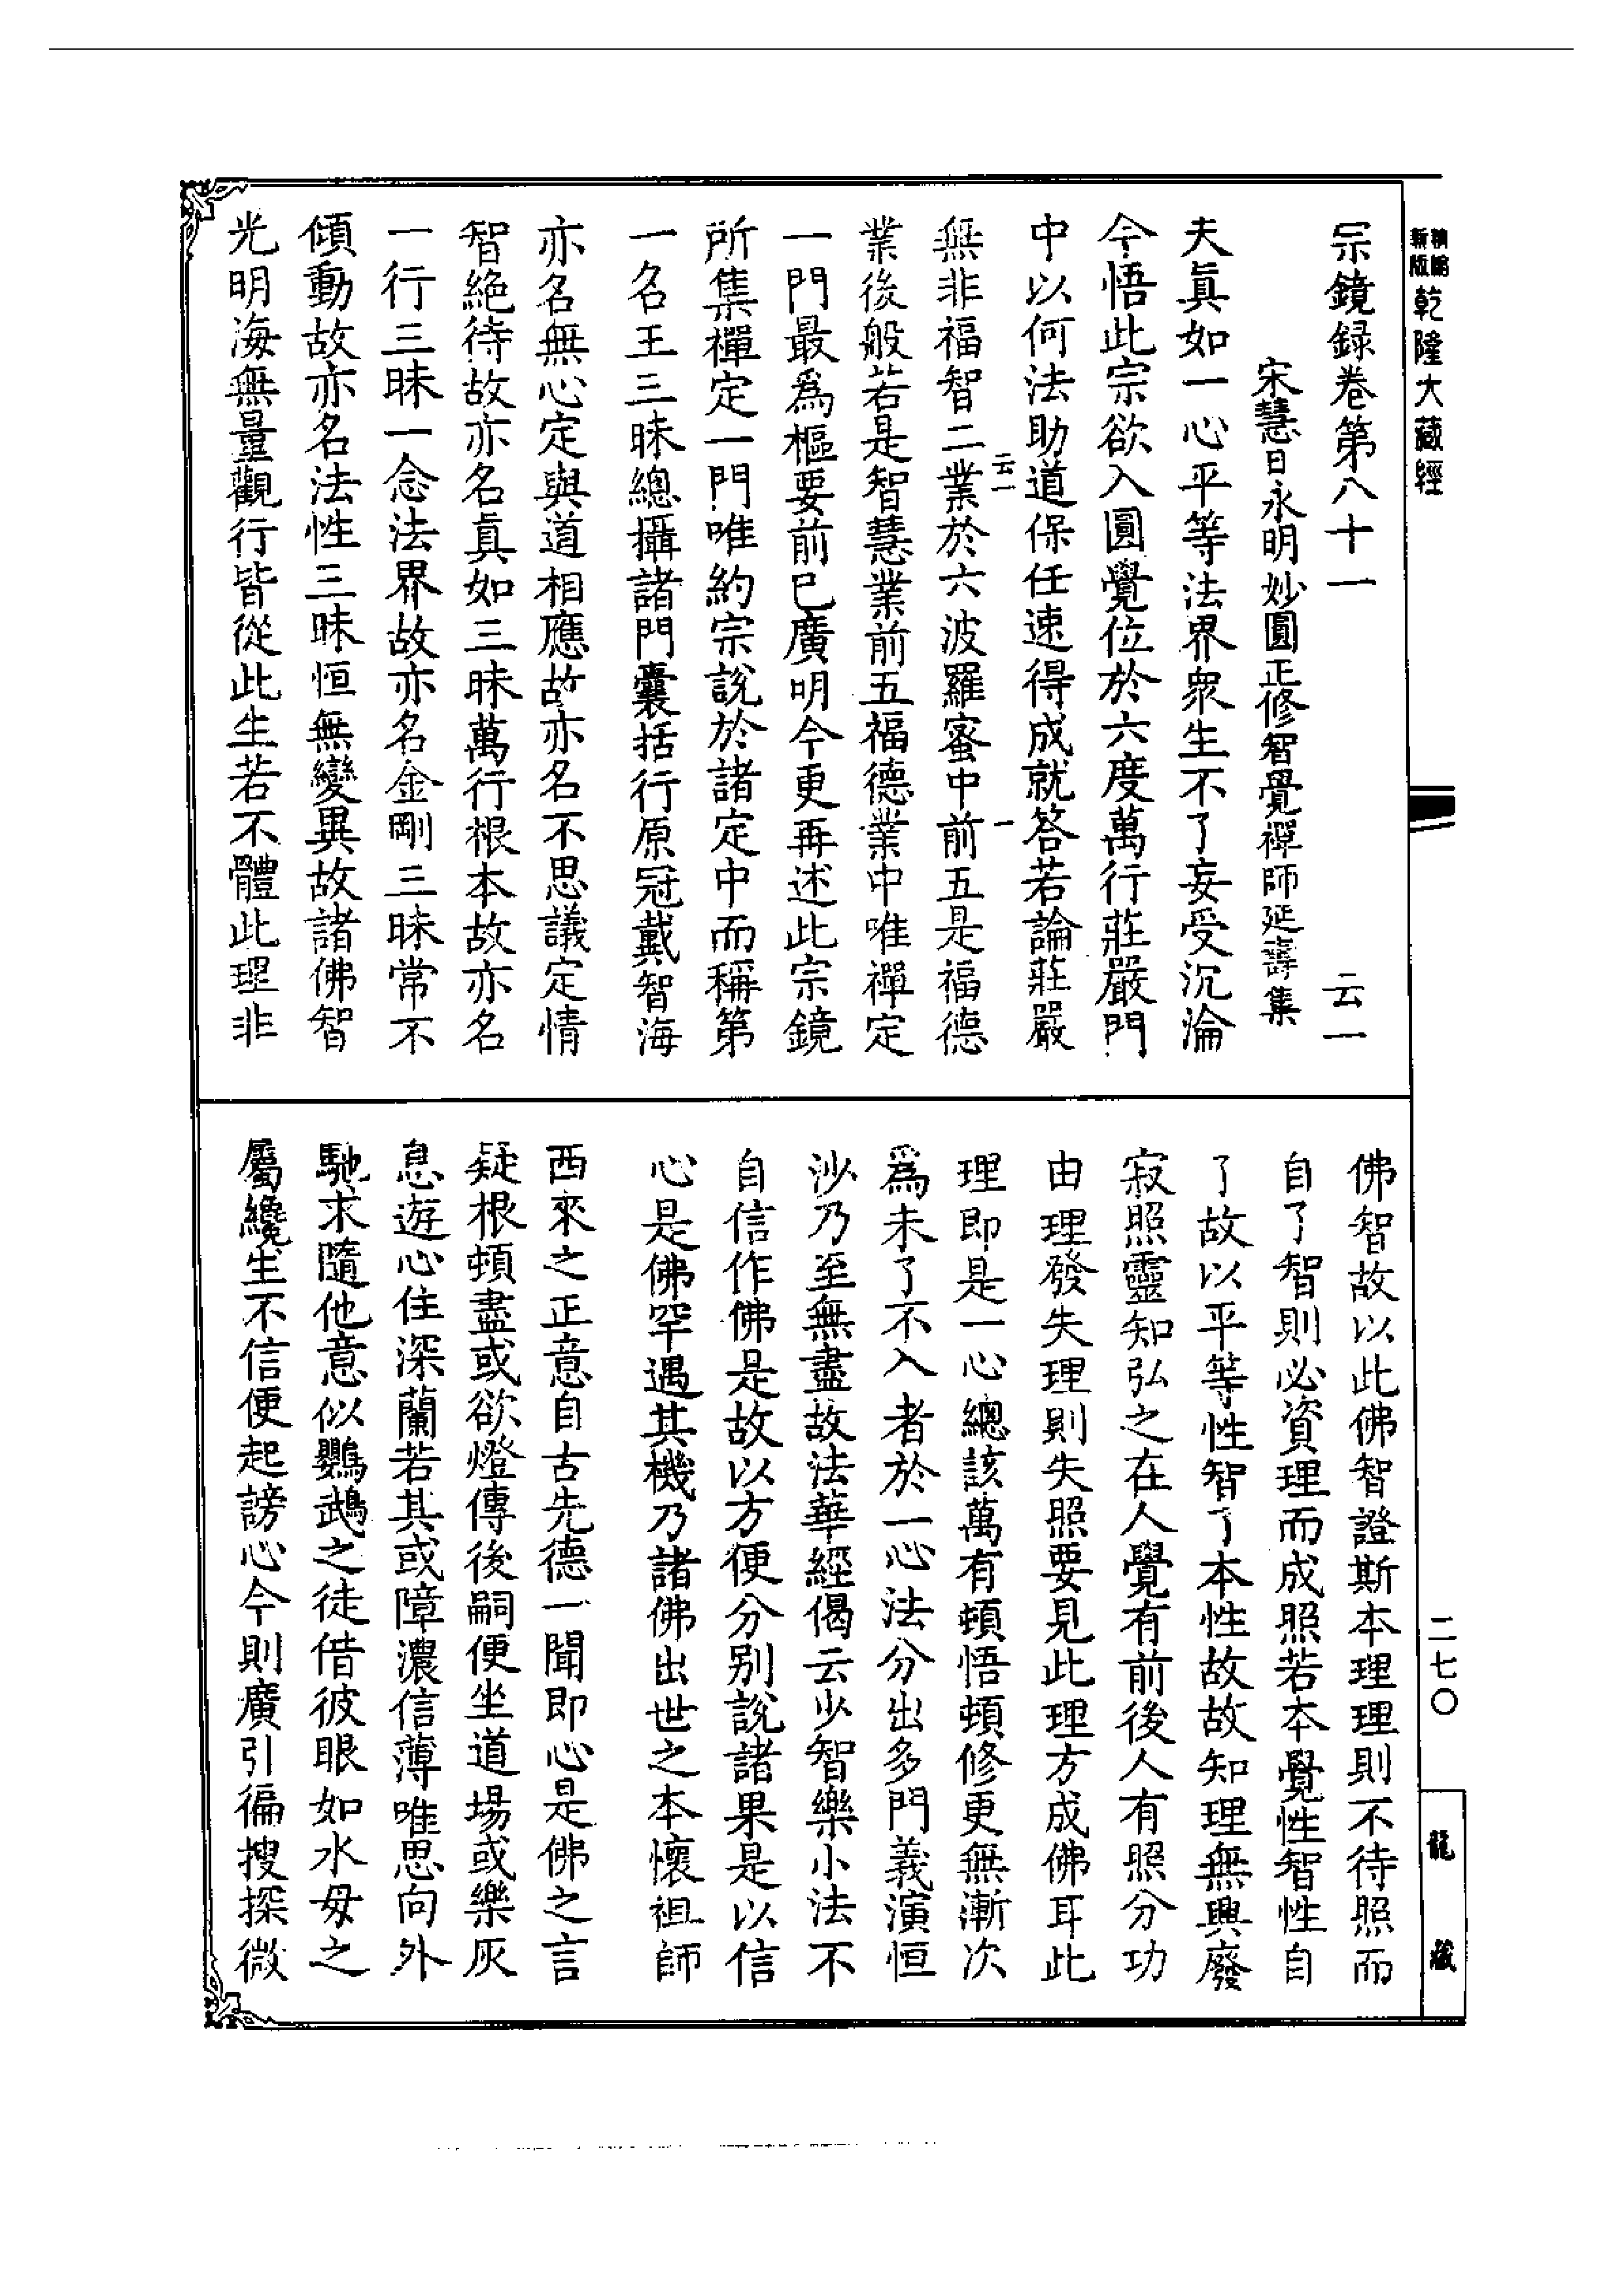 精編
新版
乾隆大藏經
宗鏡録卷第八十一　云一
宋慧日永明妙圓正修智覺禪師延壽集
夫真如一心平等法界衆生不了妄受沉淪
今悟此宗欲入圓覺位於六度萬行莊嚴門
中以何法助道保任速得成就答若論莊嚴
云一　一
無非福智二業於六波羅蜜中前五是福德
業後般若是智慧業前五福德業中唯禪定
一門最爲樞要前已廣明今更再述此宗鏡
所集禪定一門唯約宗說於諸定中而稱第
一名王三昧總攝諸門囊括行原冠戴智海
亦名無心定與道相應故亦名不思議定情
智絶待故亦名真如三昧萬行根本故亦名
一行三昧一念法界故亦名金剛三昧常不
傾動故亦名法性三昧恒無變異故諸佛智
光明海無量觀行皆從此生若不體此理非
佛智故以此佛智證斯本理理則不待照而
自了智則必資理而成照若本覺性智性自
了故以平等性智了本性故故知理無興廢
寂照靈知弘之在人覺有前後人有照分功
由理發失理則失照要見此理方成佛耳此
理即是一心總該萬有頓悟頓修更無漸次
爲未了不入者於一心法分出多門義演恒
沙乃至無盡故法華經偈云少智樂小法不
自信作佛是故以方便分别說諸果是以信
心是佛罕遇其機乃諸佛出世之本懷祖師
西來之正意自古先德一聞即心是佛之言
疑根頓盡或欲燈傳後嗣便坐道場或樂灰
息遊心住深蘭若其或障濃信薄唯思向外
馳求隨他意似鸚鵡之徒借彼眼如水母之
屬纔生不信便起謗心今則廣引徧搜探微
二七〇
龍藏